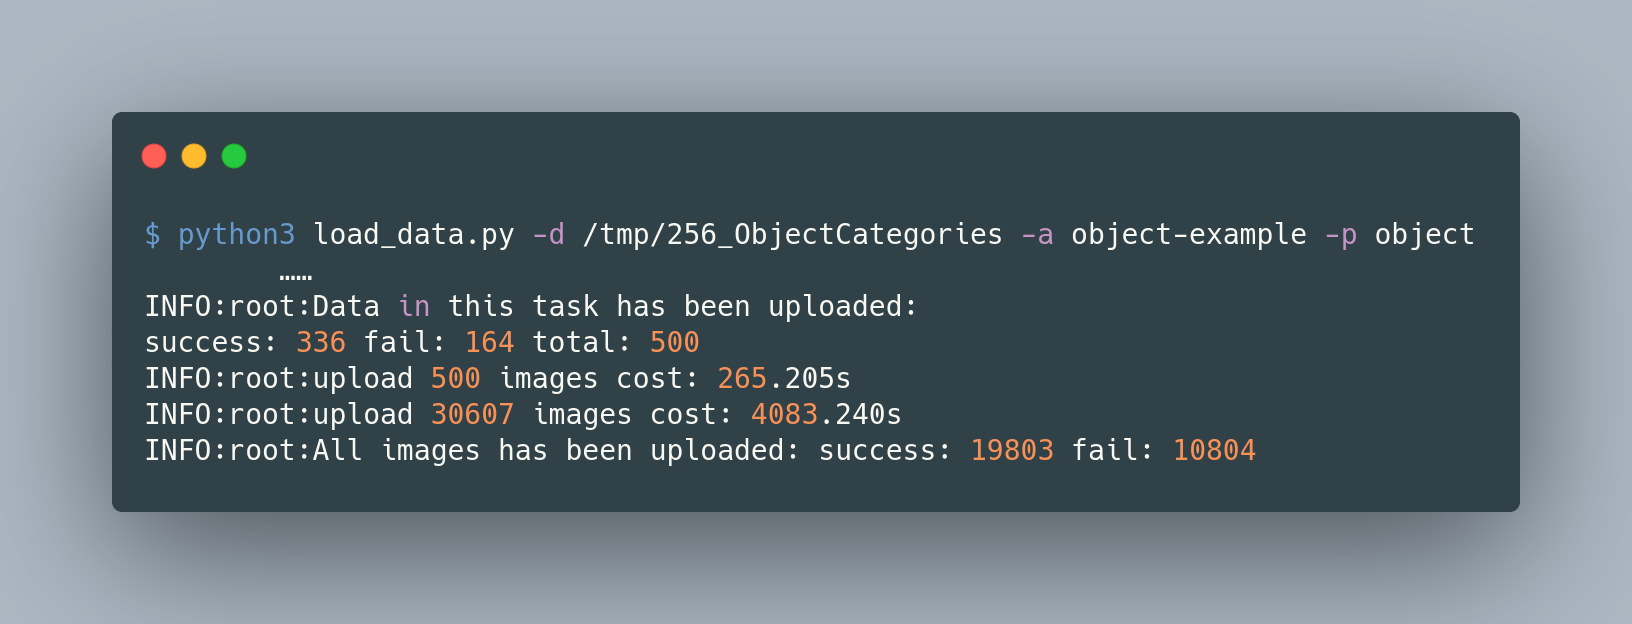 $ python3 load_data.py -d /tmp/256_ObjectCategories -a object-example -p object
……
INFO:root:Data in this task has been uploaded:
success: 336 fail: 164 total: 500
INFO:root:upload 500 images cost: 265.205s
INFO:root:upload 30607 images cost: 4083.240s
INFO:root:All images has been uploaded: success: 19803 fail: 10804